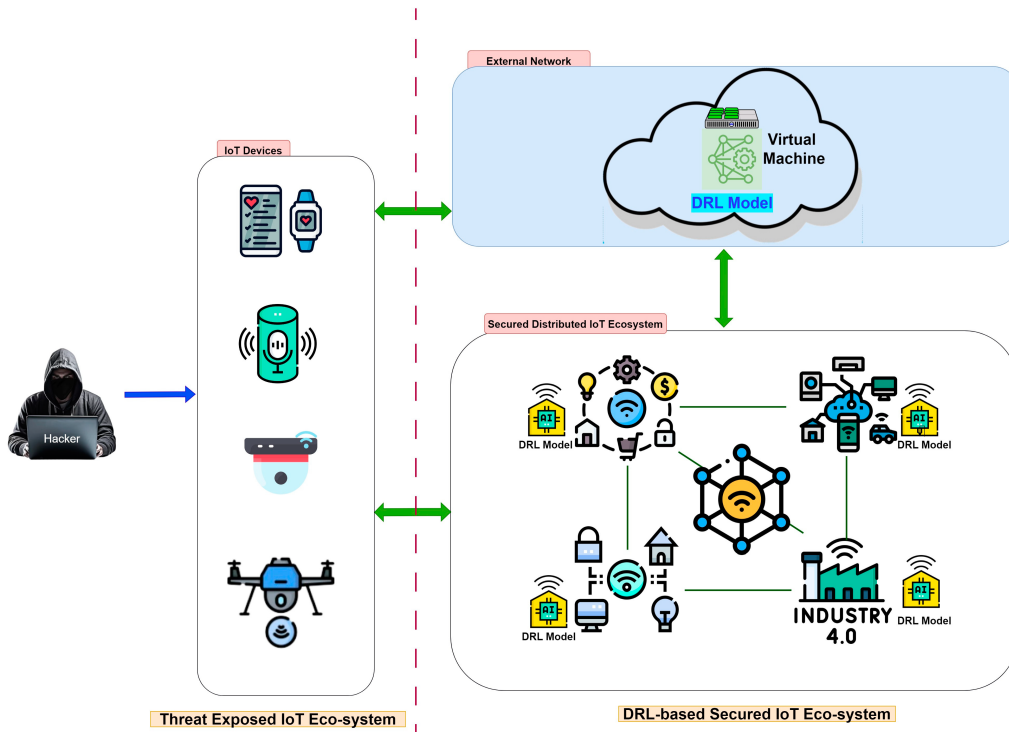 External Network
Virtual
Machine
DRL Model
IoT Devices
Secured Distributed IoT Ecosystem
$
AI
DRL Model
AI
DRL Model
Hacker
AI
DRL Model
AI
DRL Model
INDUSTRY
4.0
Threat Exposed IoT Eco-system
DRL-based Secured IoT Eco-system